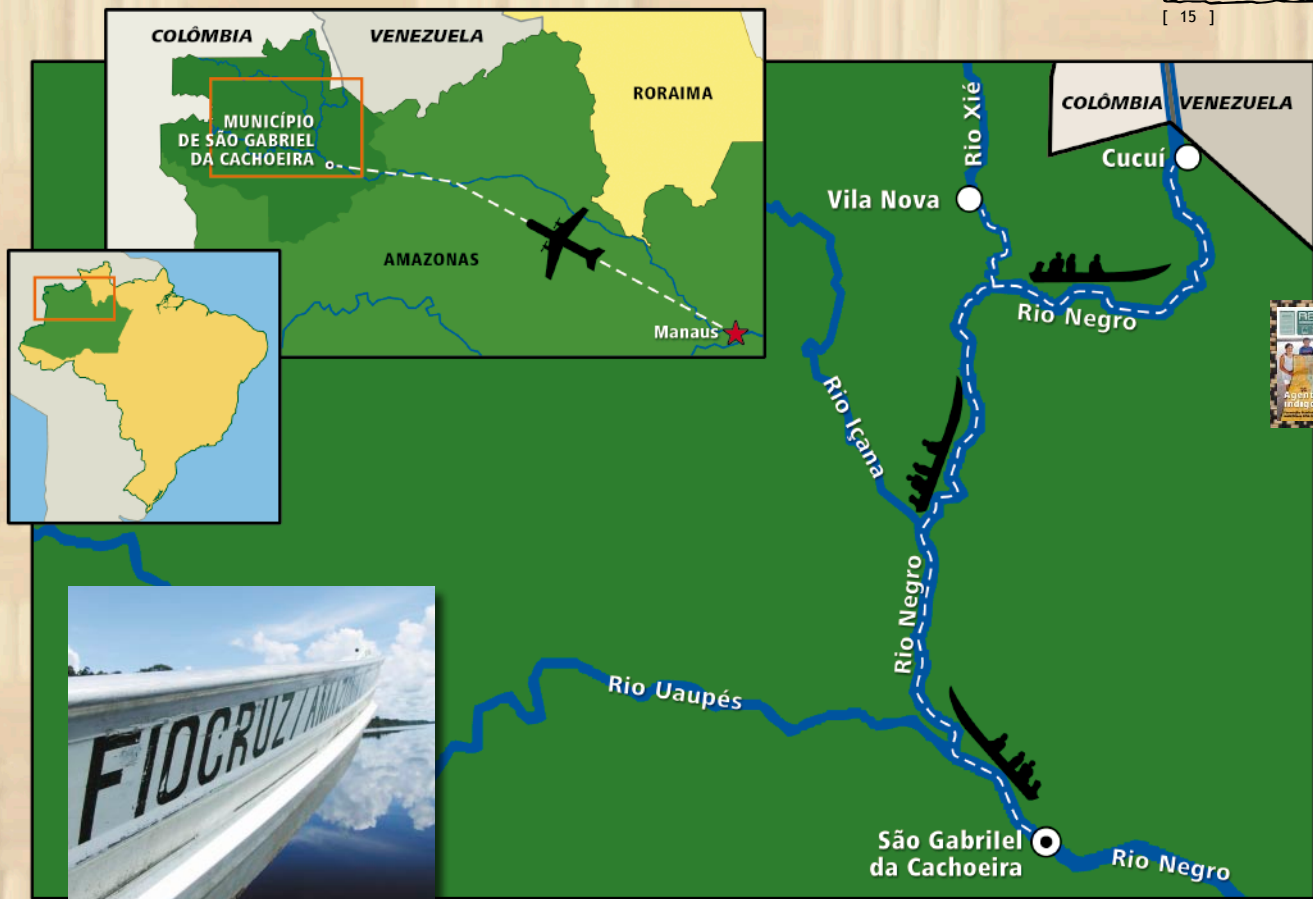 [ 15 ]
COLÔMBIA
VENEZUELA
RORAIMA
MUNICÍPIO
DE SÃO GABRIEL
DA CACHOEIRA
AMAZONAS
Manaus
COLÔMBIA
VENEZUELA
Rio Xié
Cucuí
Vila Nova
Rio Negro
Rio Içana
Rio Negro
Rio Uaupés
FIOCRUZ/
São Gabrilel
da Cachoeira
Rio Negro